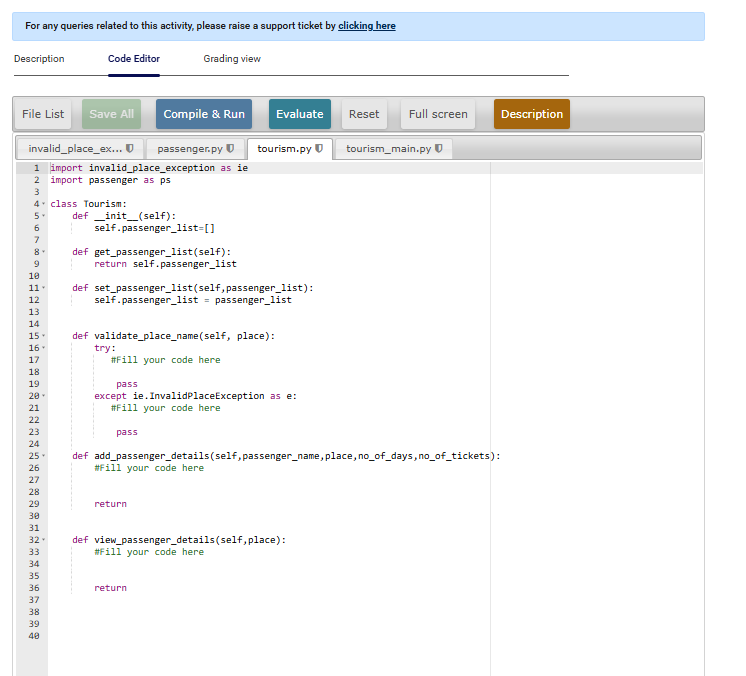 For any queries related to this activity, please raise a support ticket by clicking here
Description Code Editor Grading view
File List Save All Compile & Run Evaluate Reset Full screen Description
invalid_place_ex... passenger.py tourism.py tourism_main.py
1 import invalid_place_exception as ie
2 import passenger as ps
3
4 class Tourism:
5 def __init__(self):
6 self.passenger_list=[]
7
8 def get_passenger_list(self):
9 return self.passenger_list
10
11 def set_passenger_list(self,passenger_list):
12 self.passenger_list = passenger_list
13
14
15 def validate_place_name(self, place):
16 try:
17 #Fill your code here
18
19 pass
20 except ie.InvalidPlaceException as e:
21 #Fill your code here
22
23 pass
24
25 def add_passenger_details(self,passenger_name,place,no_of_days,no_of_tickets):
26 #Fill your code here
27
28
29 return
30
31
32 def view_passenger_details(self,place):
33 #Fill your code here
34
35
36 return
37
38
39
40